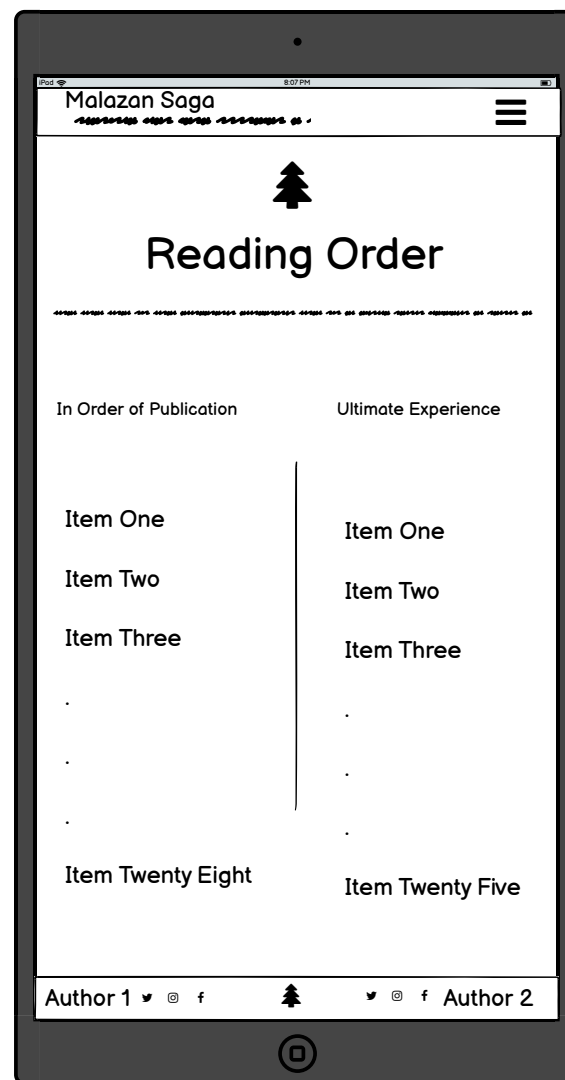 iPod 8:07 PM
Malazan Saga
Reading Order
In Order of Publication
Ultimate Experience
Item One
Item Two
Item Three
.
.
.
Item Twenty Eight
Item One
Item Two
Item Three
.
.
.
Item Twenty Five
Author 1
Author 2